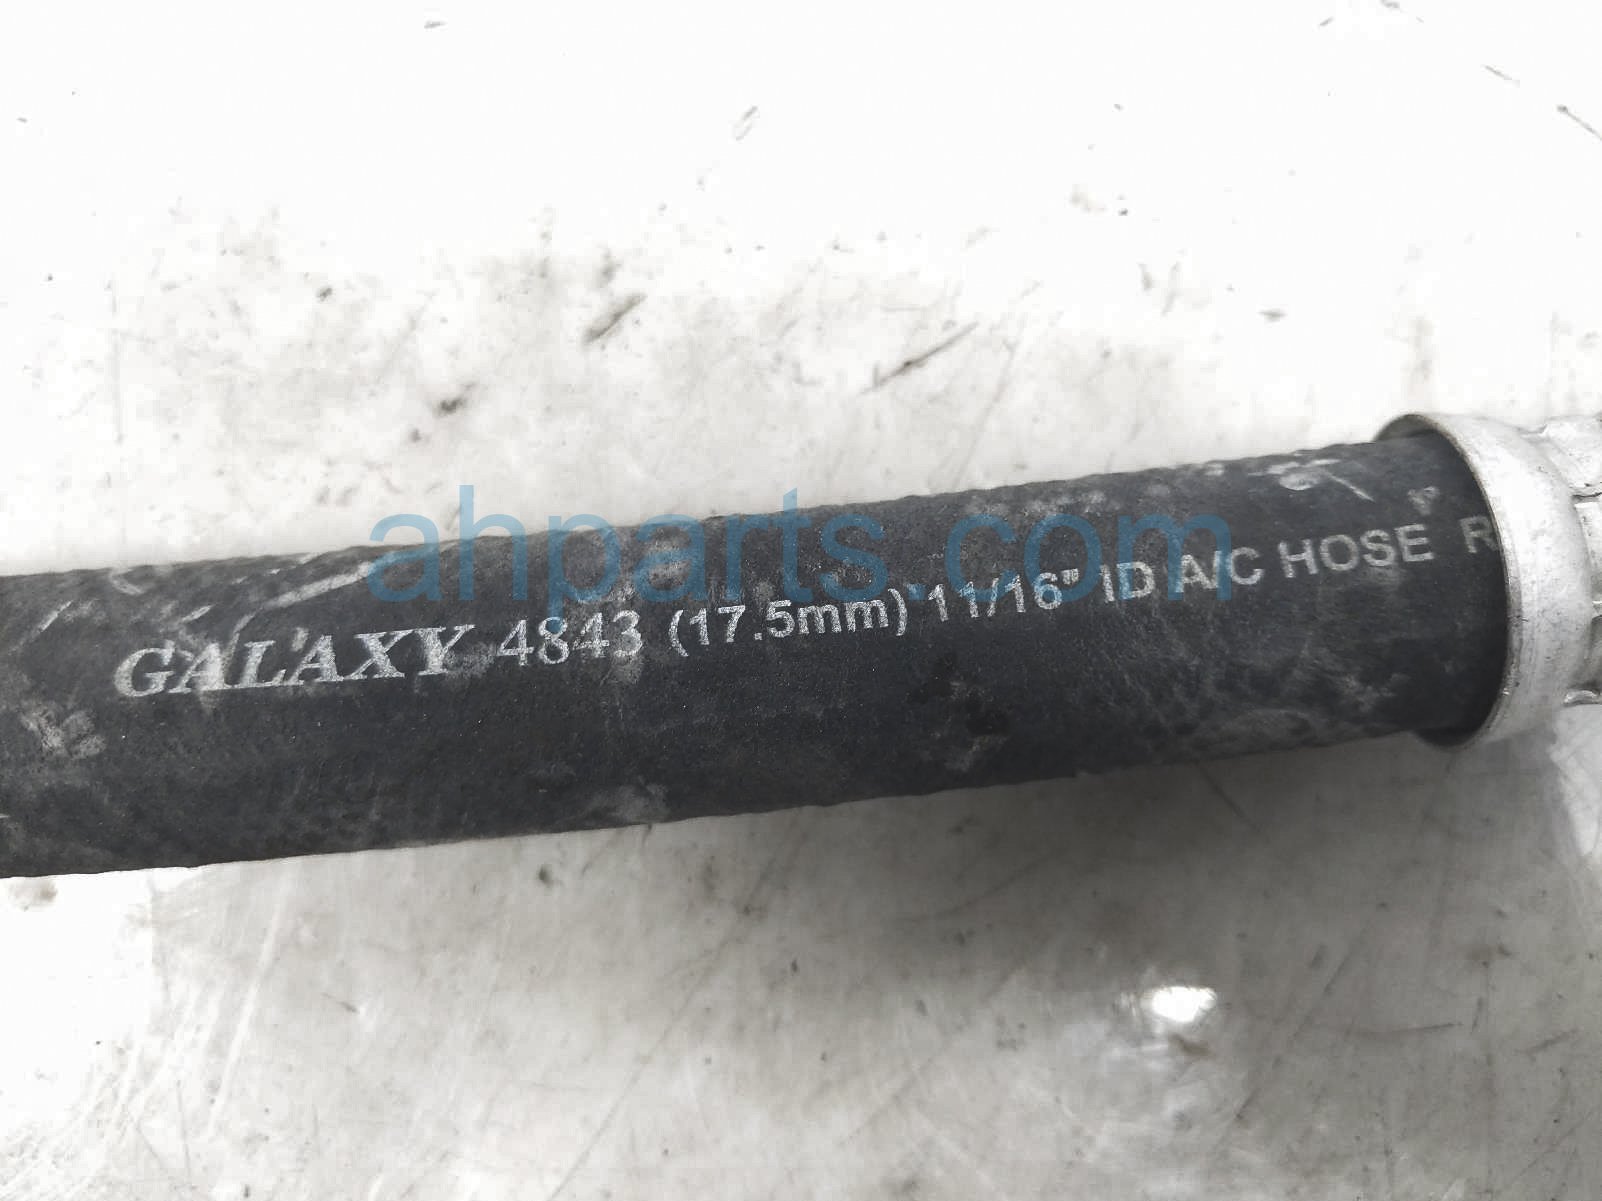 GALAXY 4843 (17.5mm) 11/16" ID A/C HOSE R
ahparts.com